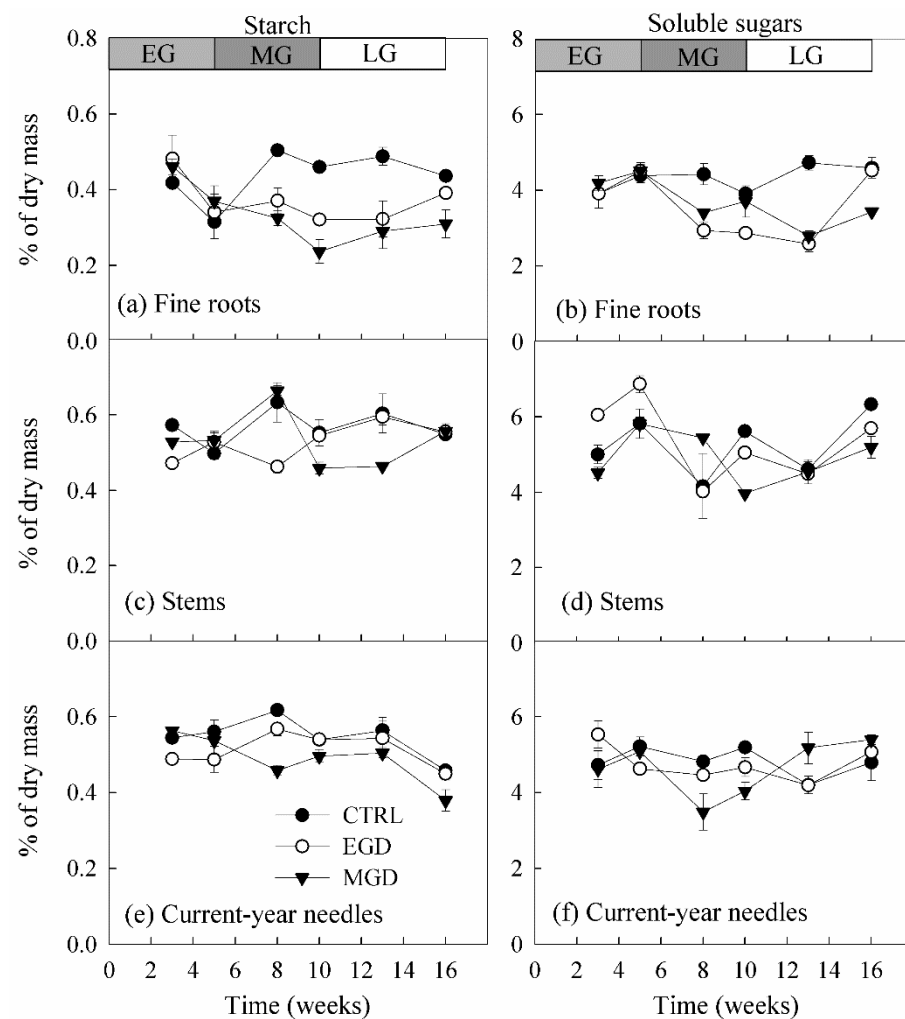 Starch
Soluble sugars
EG MG LG
EG MG LG
0.8
0.6
0.4
0.2
0.0
% of dry mass
(a) Fine roots
8
6
4
2
0
(b) Fine roots
0.6
0.4
0.2
0.0
% of dry mass
(c) Stems
6
4
2
0
(d) Stems
0.6
0.4
0.2
0.0
% of dry mass
CTRL
EGD
MGD
(e) Current-year needles
6
4
2
0
(f) Current-year needles
0 2 4 6 8 10 12 14 16
0 2 4 6 8 10 12 14 16
Time (weeks)
Time (weeks)